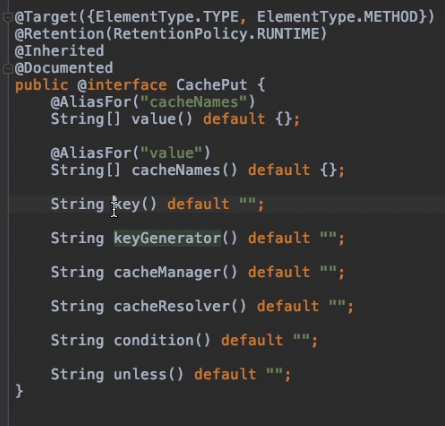 @Target({ElementType.TYPE, ElementType.METHOD})
@Retention(RetentionPolicy.RUNTIME)
@Inherited
@Documented
public @interface CachePut {
    @AliasFor("cacheNames")
    String[] value() default {};

    @AliasFor("value")
    String[] cacheNames() default {};

    String key() default "";

    String keyGenerator() default "";

    String cacheManager() default "";

    String cacheResolver() default "";

    String condition() default "";

    String unless() default "";
}